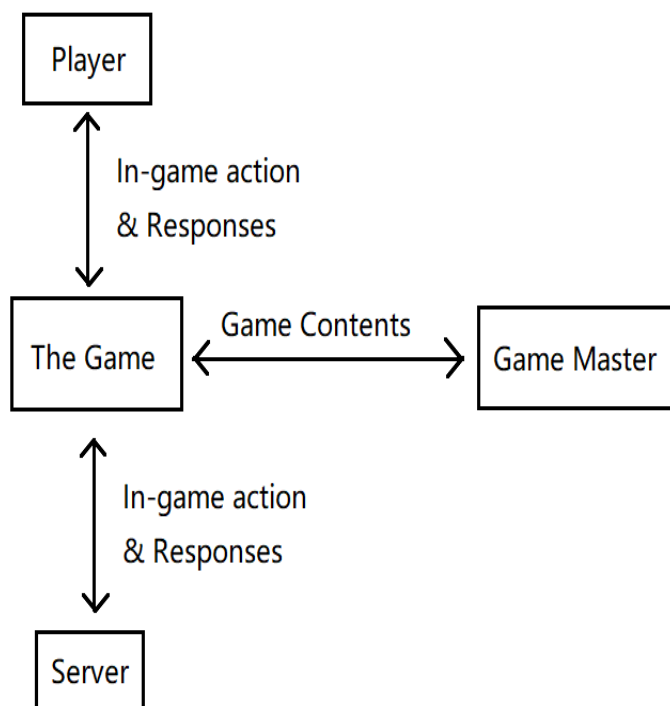 Player
In-game action
& Responses
The Game
Game Contents
Game Master
In-game action
& Responses
Server